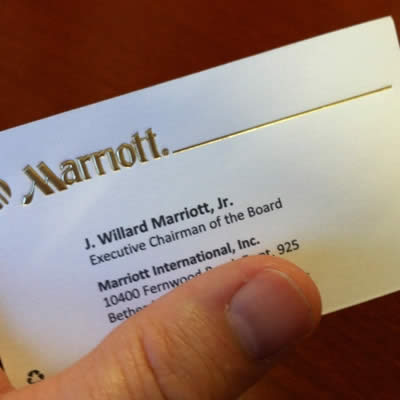 Marriott.
J. Willard Marriott, Jr.
Executive Chairman of the Board
Marriott International, Inc.
10400 Fernwood 925